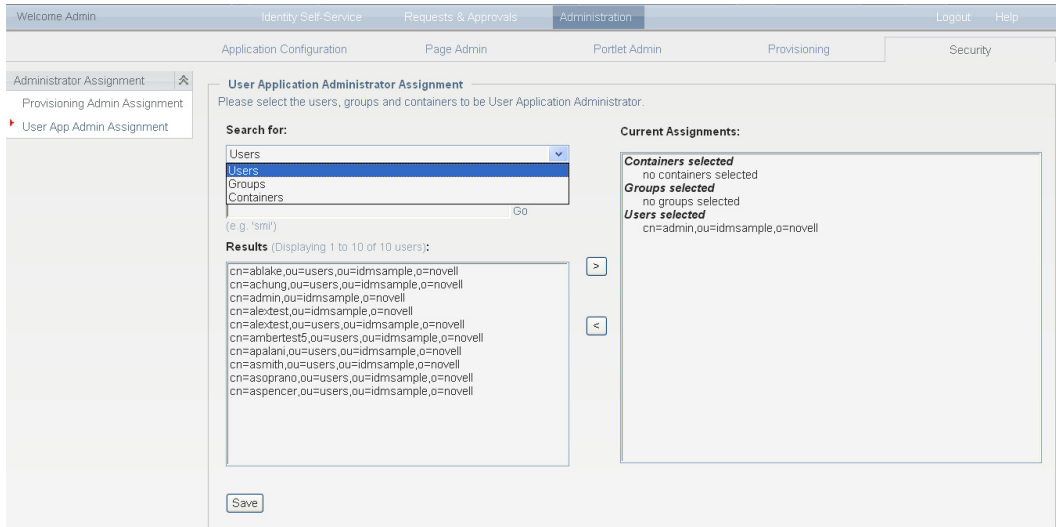 Welcome Admin
Identity Self-Service
Requests & Approvals
Administration
Logout
Help
Application Configuration
Page Admin
Portlet Admin
Provisioning
Security
Administrator Assignment
Provisioning Admin Assignment
User App Admin Assignment
User Application Administrator Assignment
Please select the users, groups and containers to be User Application Administrator.
Search for:
Users
Users
Groups
Containers
Go
(e.g. 'smi')
Results (Displaying 1 to 10 of 10 users):
cn=ablake,ou=users,ou=idmsample,o=novell
cn=achung,ou=users,ou=idmsample,o=novell
cn=admin,ou=idmsample,o=novell
cn=alextest,ou=idmsample,o=novell
cn=alextest,ou=users,ou=idmsample,o=novell
cn=ambertest5,ou=users,ou=idmsample,o=novell
cn=apalani,ou=users,ou=idmsample,o=novell
cn=asmith,ou=users,ou=idmsample,o=novell
cn=asoprano,ou=users,ou=idmsample,o=novell
cn=aspencer,ou=users,ou=idmsample,o=novell
>
<
Current Assignments:
Containers selected
no containers selected
Groups selected
no groups selected
Users selected
cn=admin,ou=idmsample,o=novell
Save